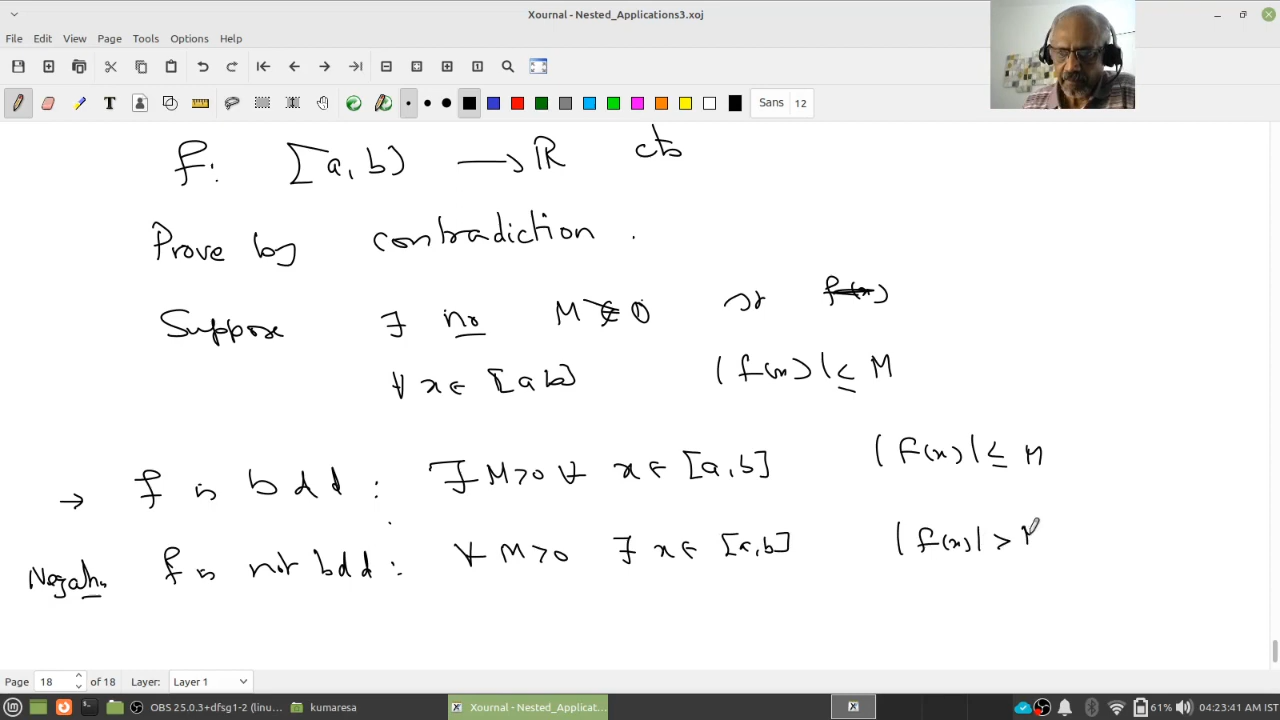 Xournal - Nested_Applications3.xoj
File Edit View Page Tools Options Help
Sans 12
f: [a, b) → ℝ cts
Prove by contradiction.
Suppose ∃ no M 0 st f(x)
∀ x ∈ [a b] |f(x)| ≤ M
→ f is bdd : ∃ M>0 ∀ x ∈ [a, b] |f(x)| ≤ M
Negatn f is not bdd : ∀ M>0 ∃ x ∈ [a, b] |f(x)| >
Page 18 of 18 Layer: Layer 1
OBS 25.0.3+dfsg1-2 (linu... kumaresa Xournal - Nested_Applicat... 61% 04:23:41 AM IST